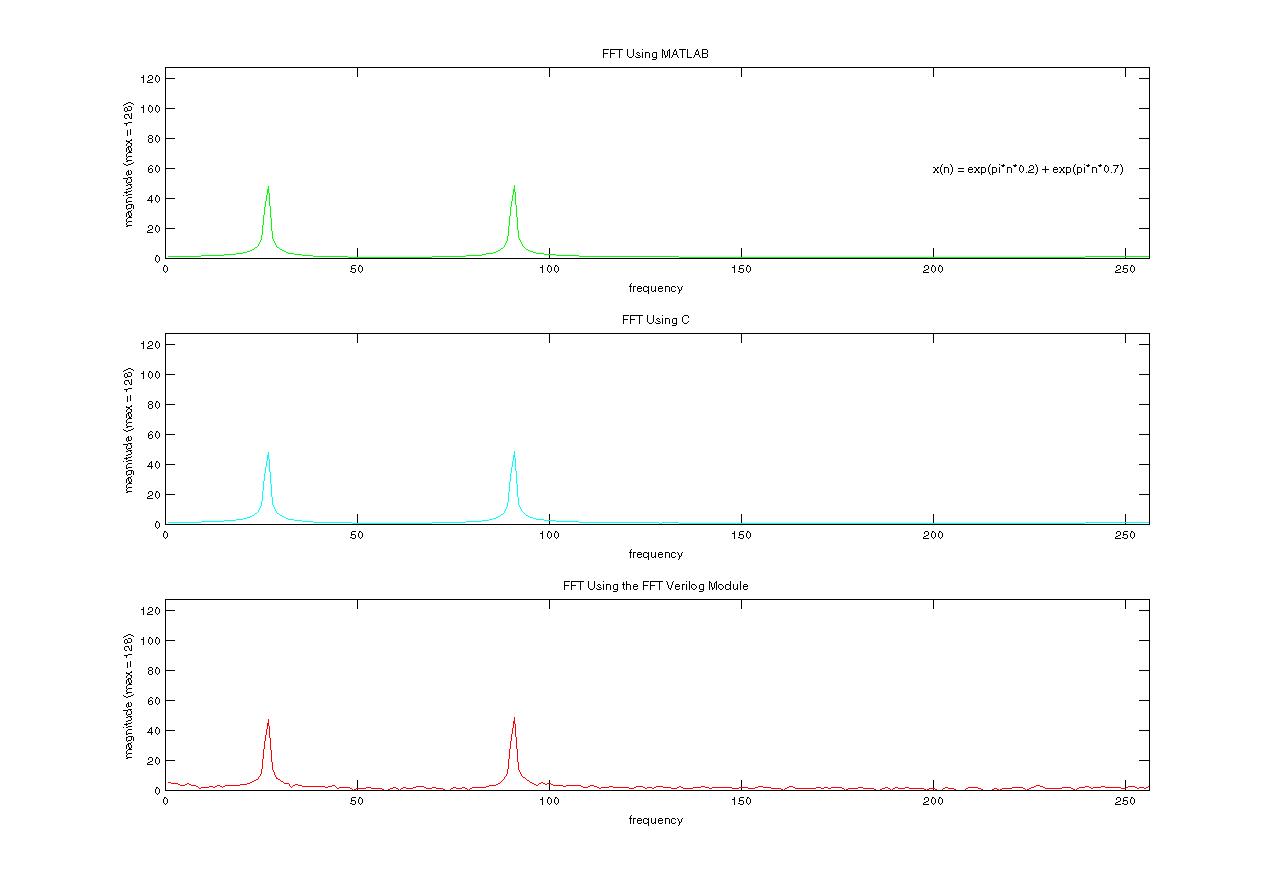 FFT Using MATLAB
magnitude (max = 128)
120
100
80
60
40
20
0
x(n) = exp(pi*n*0.2) + exp(pi*n*0.7)
0 50 100 150 200 250
frequency
FFT Using C
magnitude (max = 128)
120
100
80
60
40
20
0
0 50 100 150 200 250
frequency
FFT Using the FFT Verilog Module
magnitude (max = 128)
120
100
80
60
40
20
0
0 50 100 150 200 250
frequency